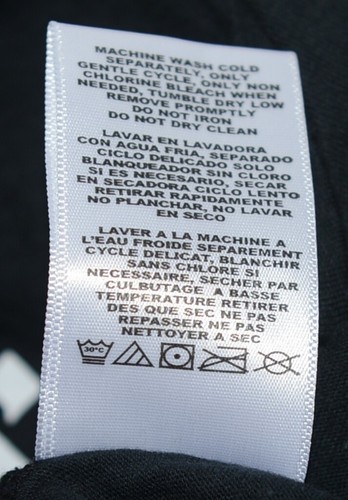 MACHINE WASH COLD
SEPARATELY, ONLY
GENTLE CYCLE, ONLY NON
CHLORINE BLEACH WHEN
NEEDED, TUMBLE DRY LOW
REMOVE PROMPTLY
DO NOT IRON
DO NOT DRY CLEAN
LAVAR EN LAVADORA
CON AGUA FRIA, SEPARADO
CICLO DELICADO SOLO
BLANQUEADOR SIN CLORO
SI ES NECESARIO, SECAR
EN SECADORA CICLO LENTO
RETIRAR RAPIDAMENTE
NO PLANCHAR, NO LAVAR
EN SECO
LAVER A LA MACHINE A
L'EAU FROIDE SEPAREMENT
CYCLE DELICAT, BLANCHIR
SANS CHLORE SI
NECESSAIRE, SECHER PAR
CULBUTAGE A BASSE
TEMPERATURE RETIRER
DES QUE SEC NE PAS
REPASSER NE PAS
NETTOYER A SEC
30°C